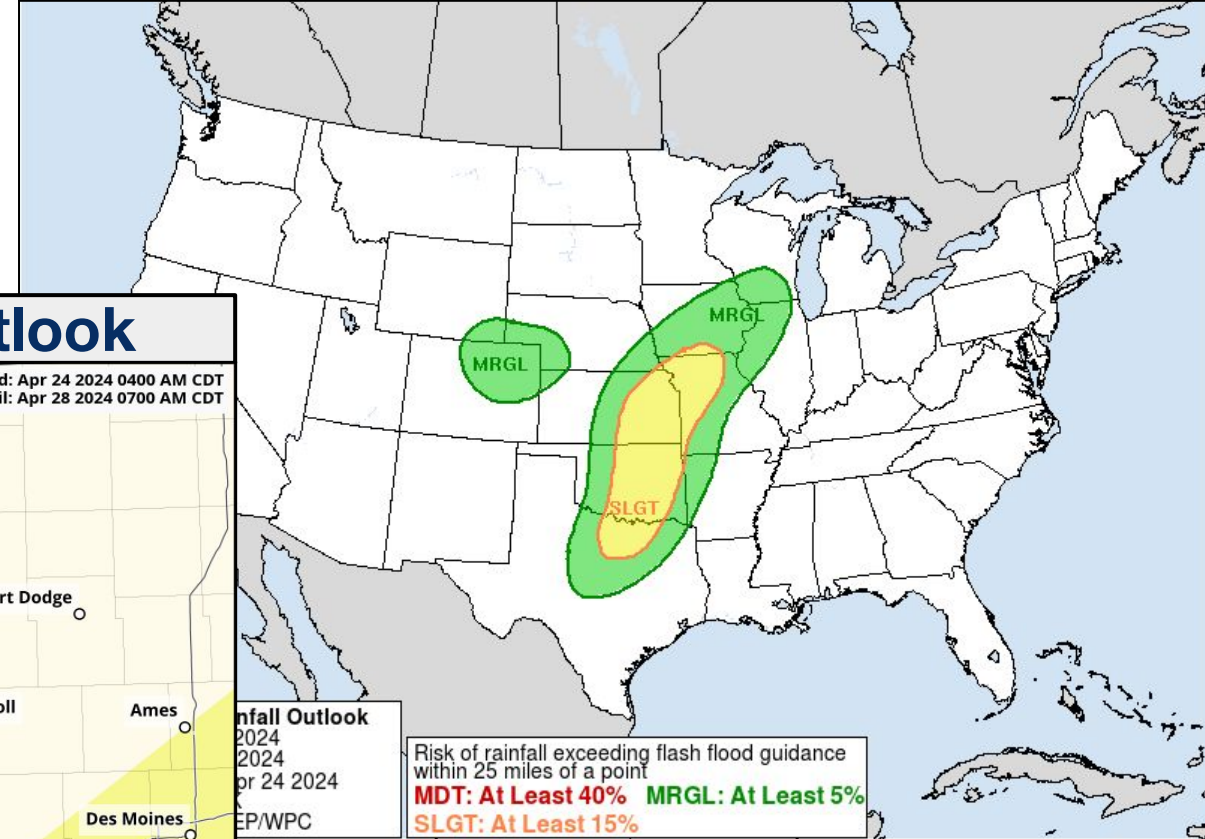 MRGL
MRGL
SLGT
tlook
d: Apr 24 2024 0400 AM CDT
il: Apr 28 2024 0700 AM CDT
rt Dodge
oll
Ames
Des Moines
nfall Outlook
2024
2024
pr 24 2024
EP/WPC
Risk of rainfall exceeding flash flood guidance
within 25 miles of a point
MDT: At Least 40% MRGL: At Least 5%
SLGT: At Least 15%